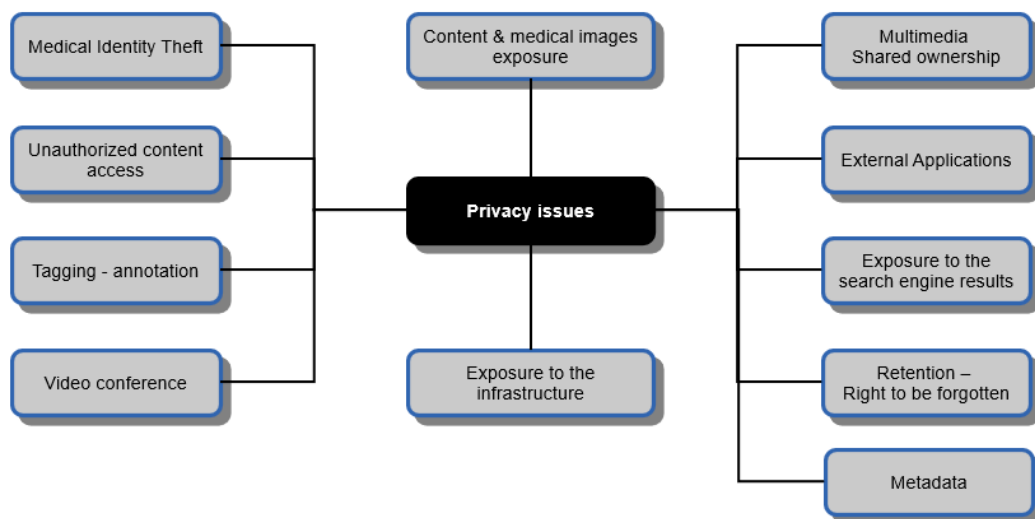 Medical Identity Theft
Content & medical images
exposure
Multimedia
Shared ownership
Unauthorized content
access
External Applications
Privacy issues
Tagging - annotation
Exposure to the
search engine results
Video conference
Exposure to the
infrastructure
Retention –
Right to be forgotten
Metadata